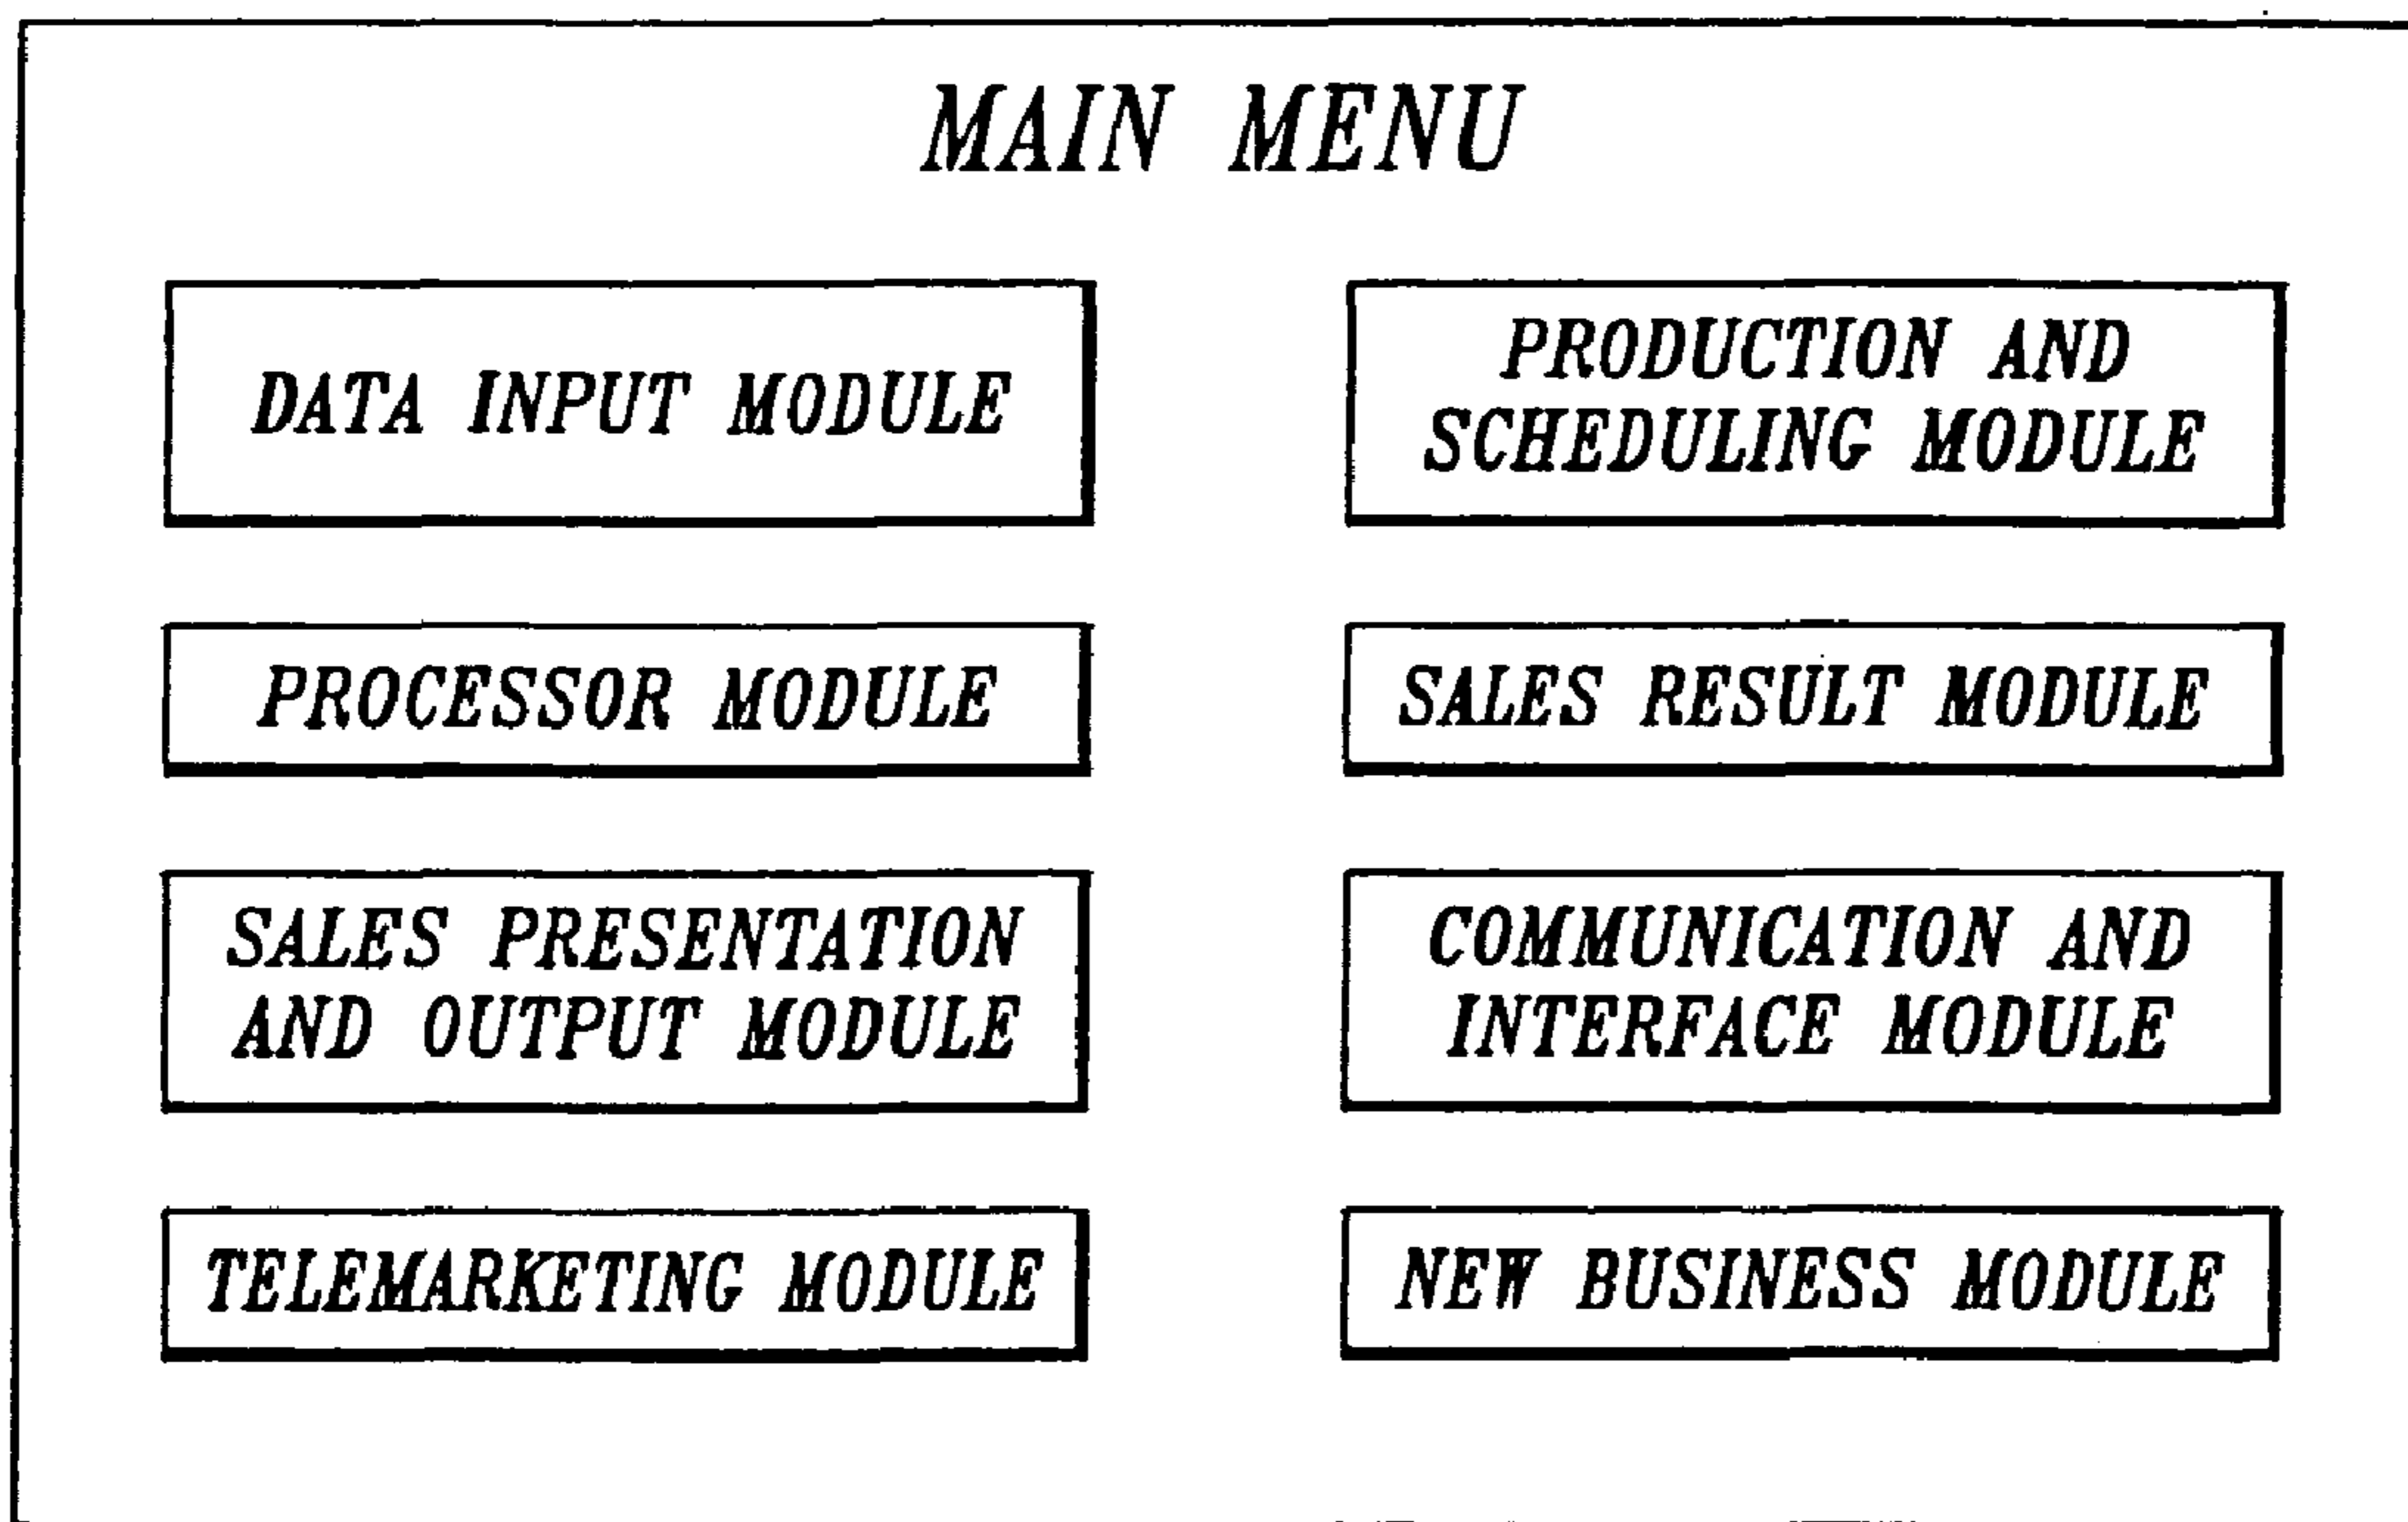 MAIN MENU
DATA INPUT MODULE
PRODUCTION AND
SCHEDULING MODULE
PROCESSOR MODULE
SALES RESULT MODULE
SALES PRESENTATION
AND OUTPUT MODULE
COMMUNICATION AND
INTERFACE MODULE
TELEMARKETING MODULE
NEW BUSINESS MODULE